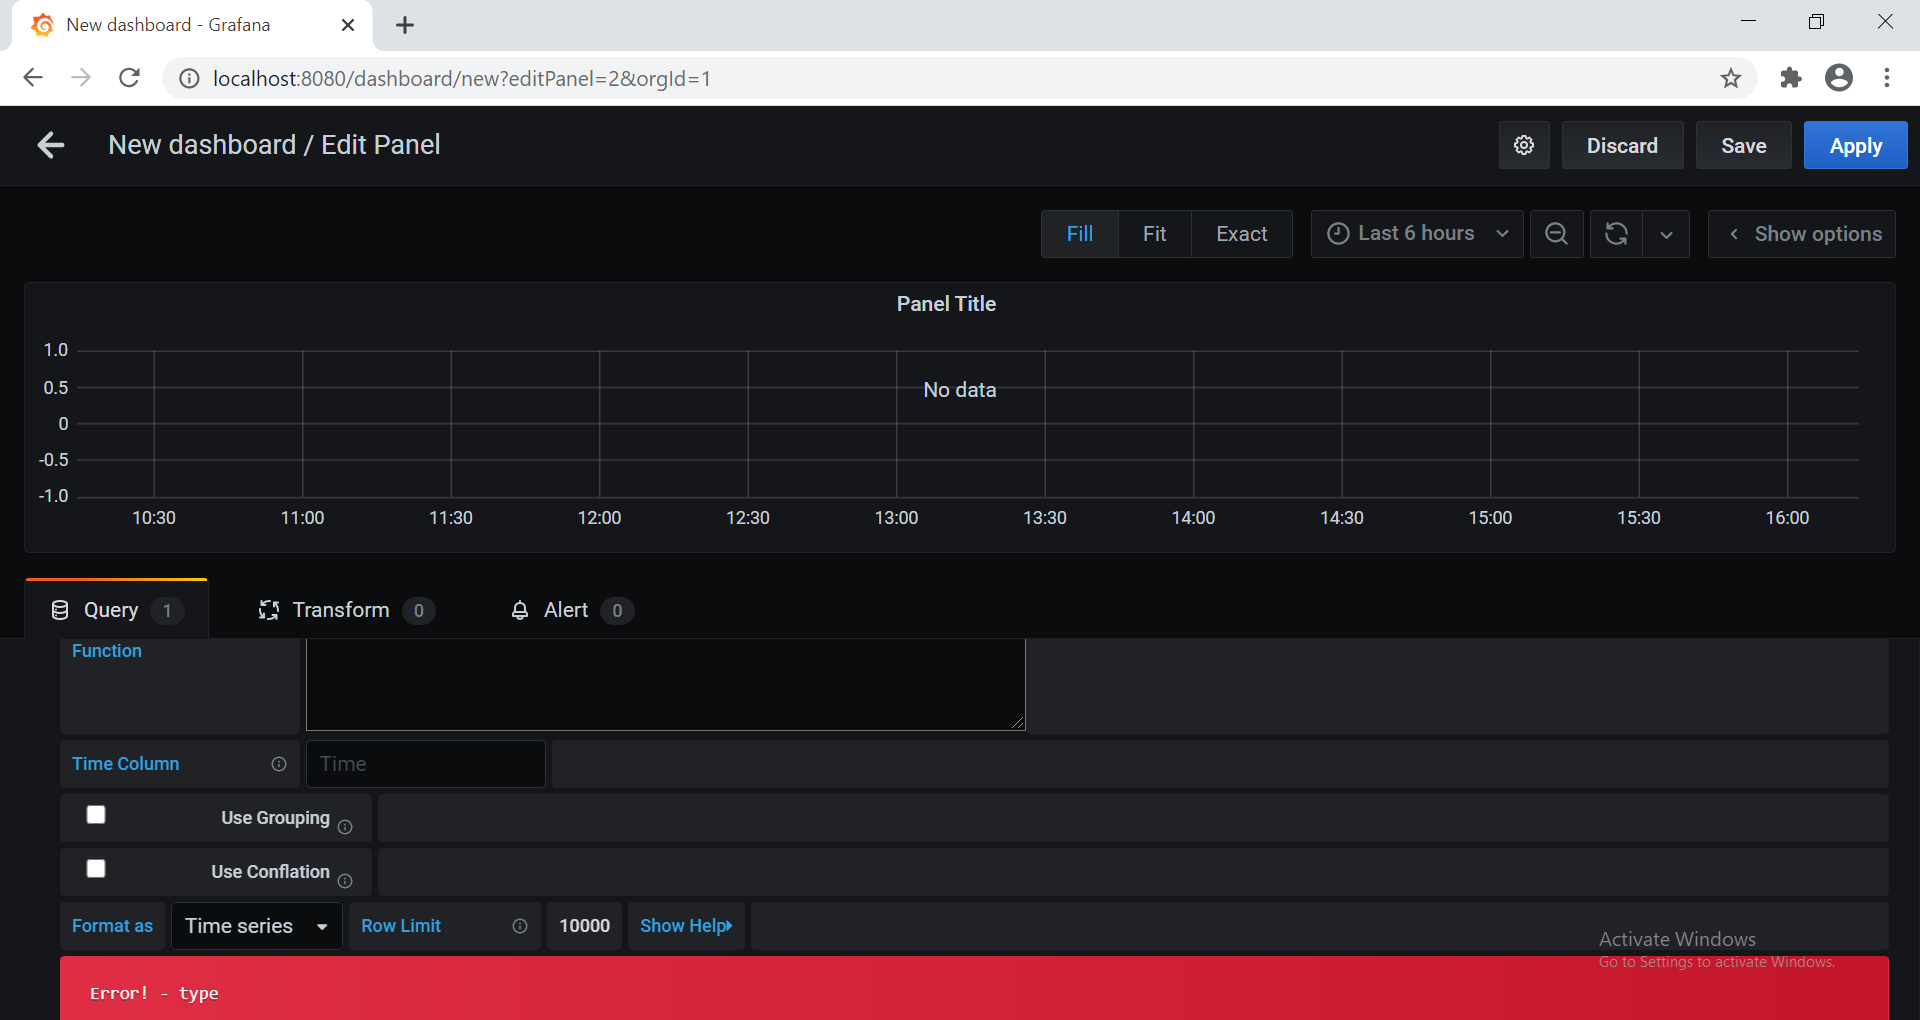 New dashboard - Grafana
localhost:8080/dashboard/new?editPanel=2&orgId=1
New dashboard / Edit Panel
Discard
Save
Apply
Fill
Fit
Exact
Last 6 hours
Show options
Panel Title
1.0
0.5
0
-0.5
-1.0
No data
10:30
11:00
11:30
12:00
12:30
13:00
13:30
14:00
14:30
15:00
15:30
16:00
Query 1
Transform 0
Alert 0
Function
Time Column
Time
Use Grouping
Use Conflation
Format as
Time series
Row Limit
10000
Show Help
Activate Windows
Go to Settings to activate Windows.
Error! - type